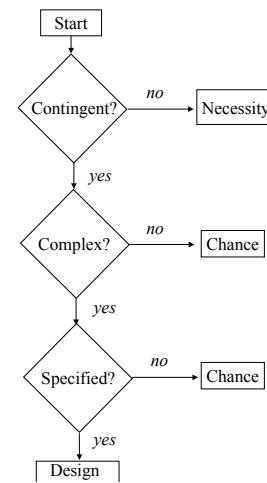 Start
Contingent?
no
Necessity
yes
Complex?
no
Chance
yes
Specified?
no
Chance
yes
Design